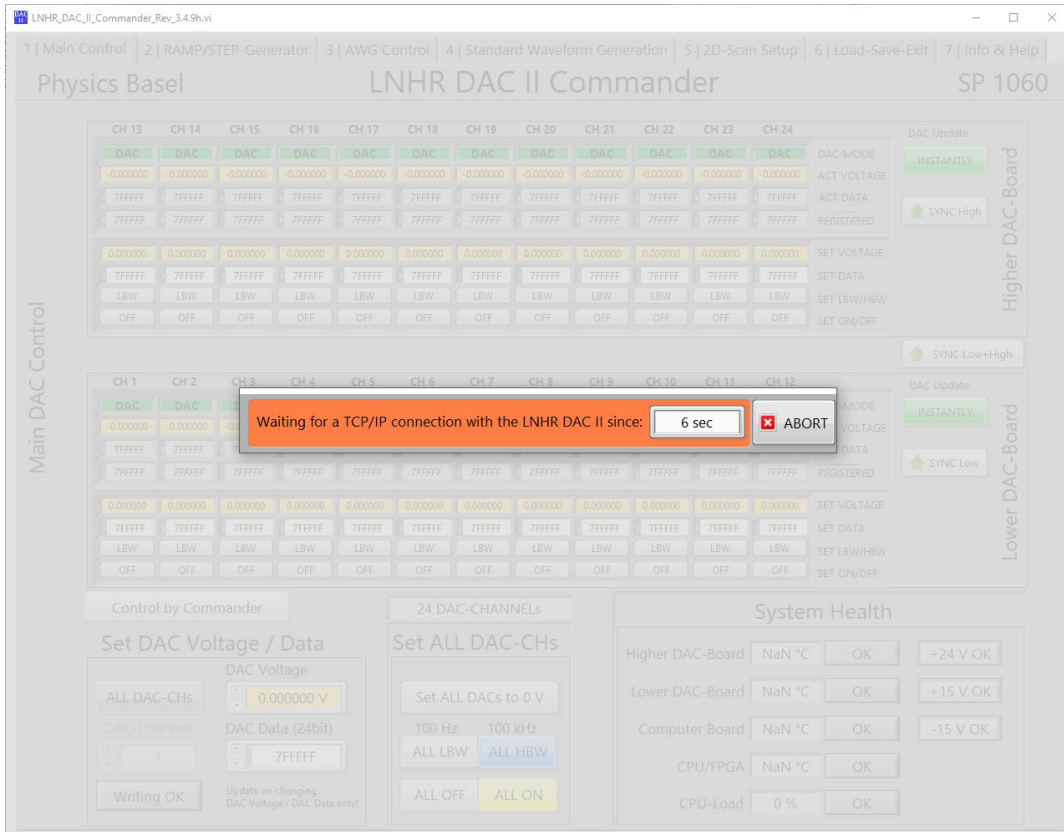 LNHR_DAC_II_Commander_Rev_3.4.9h.vi
1 | Main Control 2 | RAMP/STEP-Generator 3 | AWG Control 4 | Standard Waveform Generation 5 | 2D-Scan Setup 6 | Load-Save-Exit 7 | Info & Help
Physics Basel LNHR DAC II Commander SP 1060
CH 13 CH 14 CH 15 CH 16 CH 17 CH 18 CH 19 CH 20 CH 21 CH 22 CH 23 CH 24 DAC Update
DAC DAC DAC DAC DAC DAC DAC DAC DAC DAC DAC DAC DAC-MODE INSTANTLY
-0.000000 -0.000000 -0.000000 -0.000000 -0.000000 -0.000000 -0.000000 -0.000000 -0.000000 -0.000000 -0.000000 -0.000000 ACT VOLTAGE
7FFFFF 7FFFFF 7FFFFF 7FFFFF 7FFFFF 7FFFFF 7FFFFF 7FFFFF 7FFFFF 7FFFFF 7FFFFF 7FFFFF ACT DATA
7FFFFF 7FFFFF 7FFFFF 7FFFFF 7FFFFF 7FFFFF 7FFFFF 7FFFFF 7FFFFF 7FFFFF 7FFFFF 7FFFFF REGISTERED SYNC High
0.000000 0.000000 0.000000 0.000000 0.000000 0.000000 0.000000 0.000000 0.000000 0.000000 0.000000 0.000000 SET VOLTAGE
7FFFFF 7FFFFF 7FFFFF 7FFFFF 7FFFFF 7FFFFF 7FFFFF 7FFFFF 7FFFFF 7FFFFF 7FFFFF 7FFFFF SET DATA
LBW LBW LBW LBW LBW LBW LBW LBW LBW LBW LBW LBW SET LBW/HBW
OFF OFF OFF OFF OFF OFF OFF OFF OFF OFF OFF OFF SET ON/OFF
Higher DAC-Board
Main DAC Control
SYNC Low+High
CH 1 CH 2 CH 3 CH 4 CH 5 CH 6 CH 7 CH 8 CH 9 CH 10 CH 11 CH 12 DAC Update
DAC DAC -MODE INSTANTLY
Waiting for a TCP/IP connection with the LNHR DAC II since: 6 sec ABORT
-0.000000 -0.000000 VOLTAGE
7FFFFF 7FFFFF DATA
7FFFFF 7FFFFF 7FFFFF 7FFFFF 7FFFFF 7FFFFF 7FFFFF 7FFFFF 7FFFFF 7FFFFF 7FFFFF 7FFFFF REGISTERED SYNC Low
0.000000 0.000000 0.000000 0.000000 0.000000 0.000000 0.000000 0.000000 0.000000 0.000000 0.000000 0.000000 SET VOLTAGE
7FFFFF 7FFFFF 7FFFFF 7FFFFF 7FFFFF 7FFFFF 7FFFFF 7FFFFF 7FFFFF 7FFFFF 7FFFFF 7FFFFF SET DATA
LBW LBW LBW LBW LBW LBW LBW LBW LBW LBW LBW LBW SET LBW/HBW
OFF OFF OFF OFF OFF OFF OFF OFF OFF OFF OFF OFF SET ON/OFF
Lower DAC-Board
Control by Commander
Set DAC Voltage / Data
DAC Voltage
ALL DAC-CHs 0.000000 V
DAC-Channel DAC Data (24bit)
1 7FFFFF
Writing OK Update on changing
DAC Voltage / DAC Data only!
24 DAC-CHANNELs
Set ALL DAC-CHs
Set ALL DACs to 0 V
100 Hz 100 kHz
ALL LBW ALL HBW
ALL OFF ALL ON
System Health
Higher DAC-Board NaN °C OK +24 V OK
Lower DAC-Board NaN °C OK +15 V OK
Computer Board NaN °C OK -15 V OK
CPU/FPGA NaN °C OK
CPU-Load 0 % OK